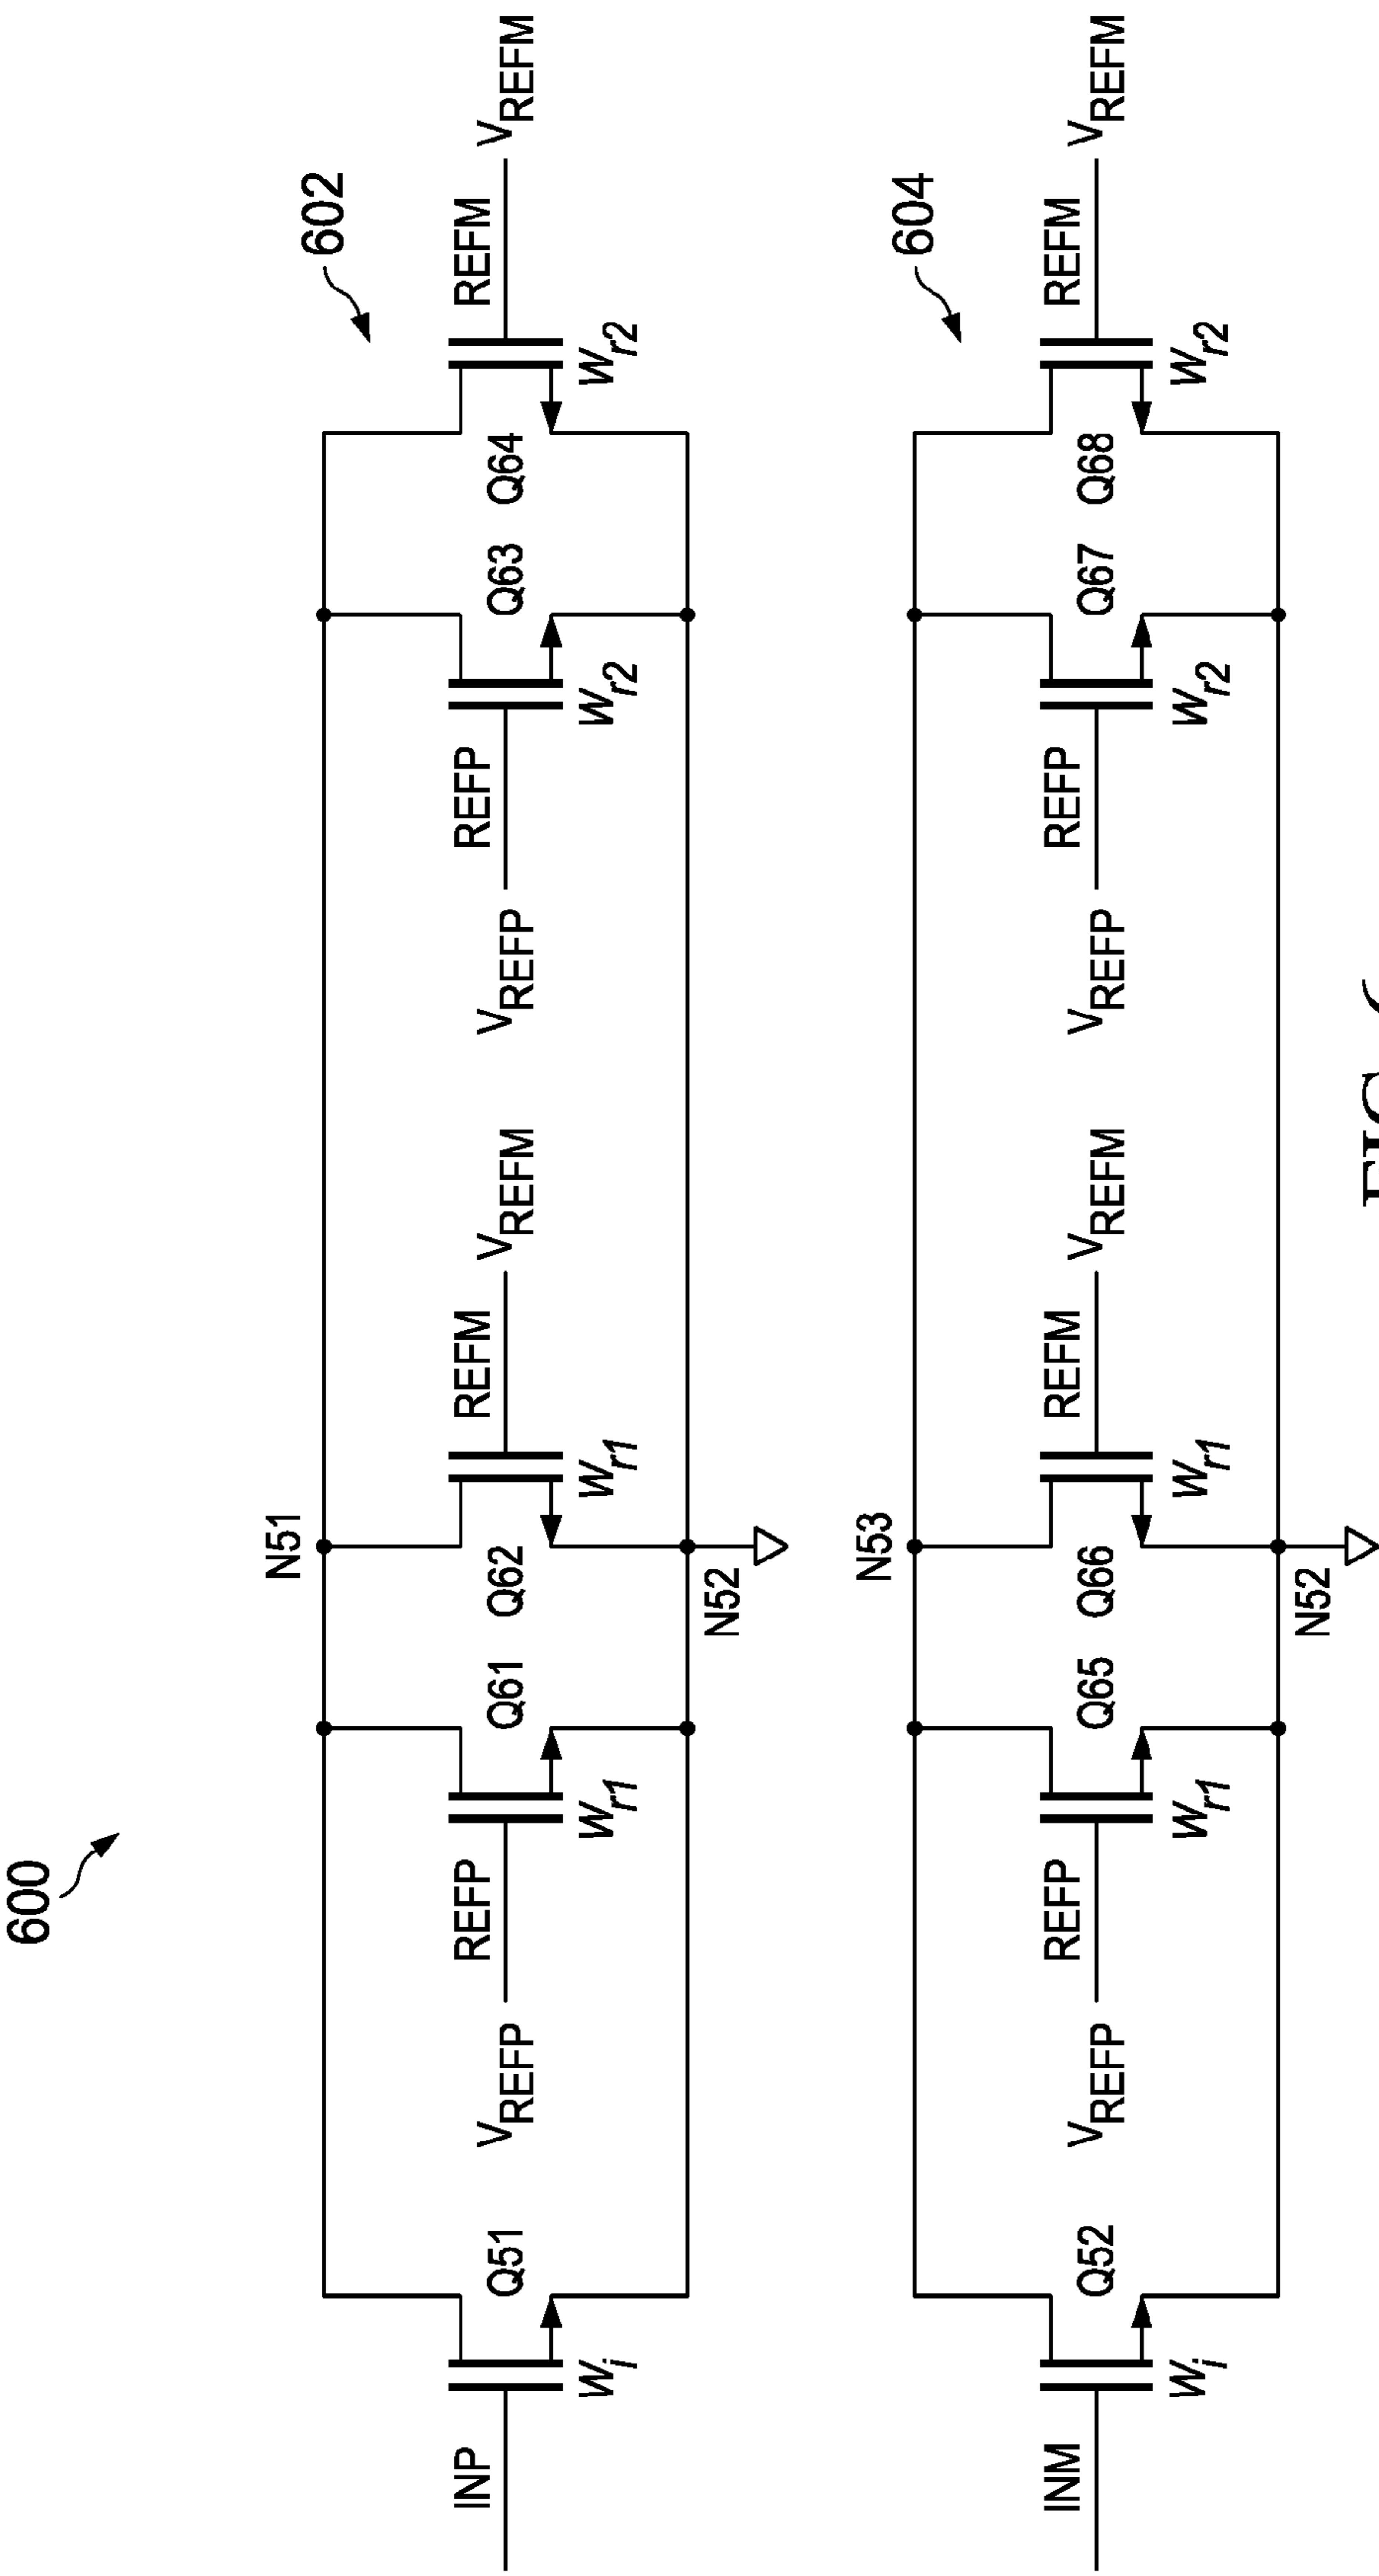 600
602
N51
INP REFP REFM REFP REFM
Q51 VREFP Q61 Q62 VREFM VREFP Q63 Q64 VREFM
Wi Wr1 Wr1 Wr2 Wr2
N52
604
N53
INM REFP REFM REFP REFM
Q52 VREFP Q65 Q66 VREFM VREFP Q67 Q68 VREFM
Wi Wr1 Wr1 Wr2 Wr2
N52
FIG